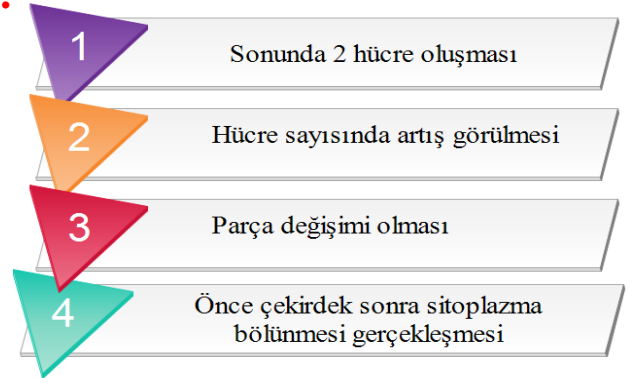 1
Sonunda 2 hücre oluşması
2
Hücre sayısında artış görülmesi
3
Parça değişimi olması
4
Önce çekirdek sonra sitoplazma
bölünmesi gerçekleşmesi